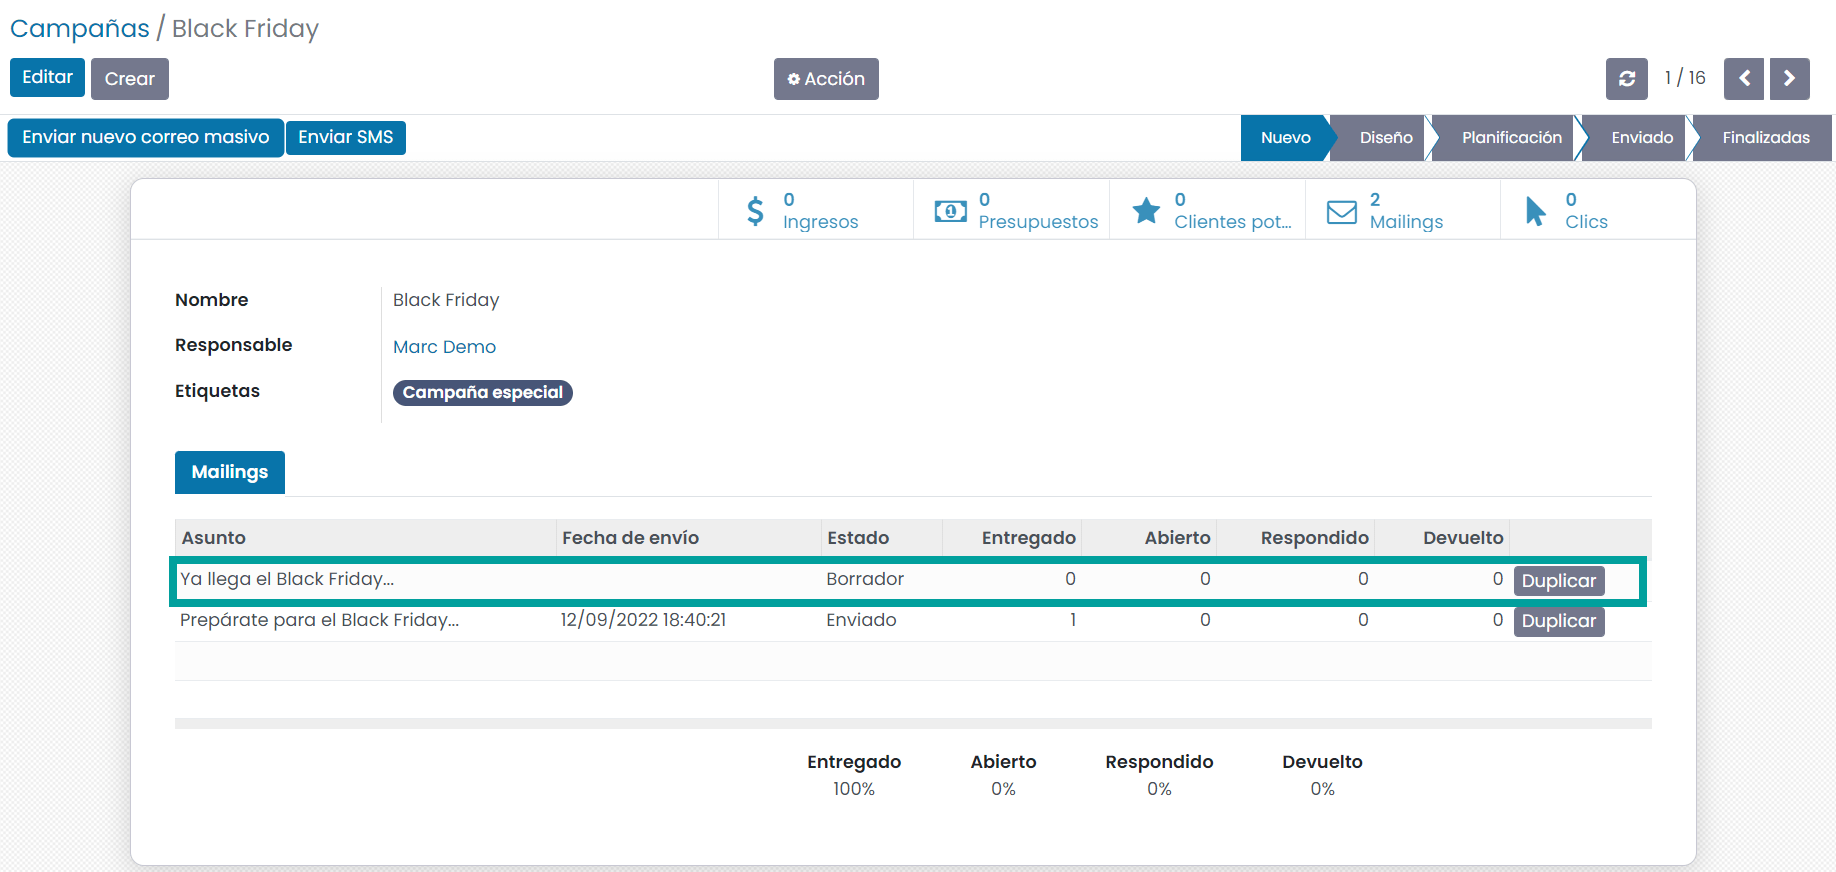 Campañas / Black Friday
Editar Crear Acción 1 / 16
Enviar nuevo correo masivo Enviar SMS Nuevo Diseño Planificación Enviado Finalizadas
0 0 0 2 0
Ingresos Presupuestos Clientes pot... Mailings Clics
Nombre Black Friday
Responsable Marc Demo
Etiquetas Campaña especial
Mailings
Asunto Fecha de envío Estado Entregado Abierto Respondido Devuelto
Ya llega el Black Friday... Borrador 0 0 0 0 Duplicar
Prepárate para el Black Friday... 12/09/2022 18:40:21 Enviado 1 0 0 0 Duplicar
Entregado Abierto Respondido Devuelto
100% 0% 0% 0%